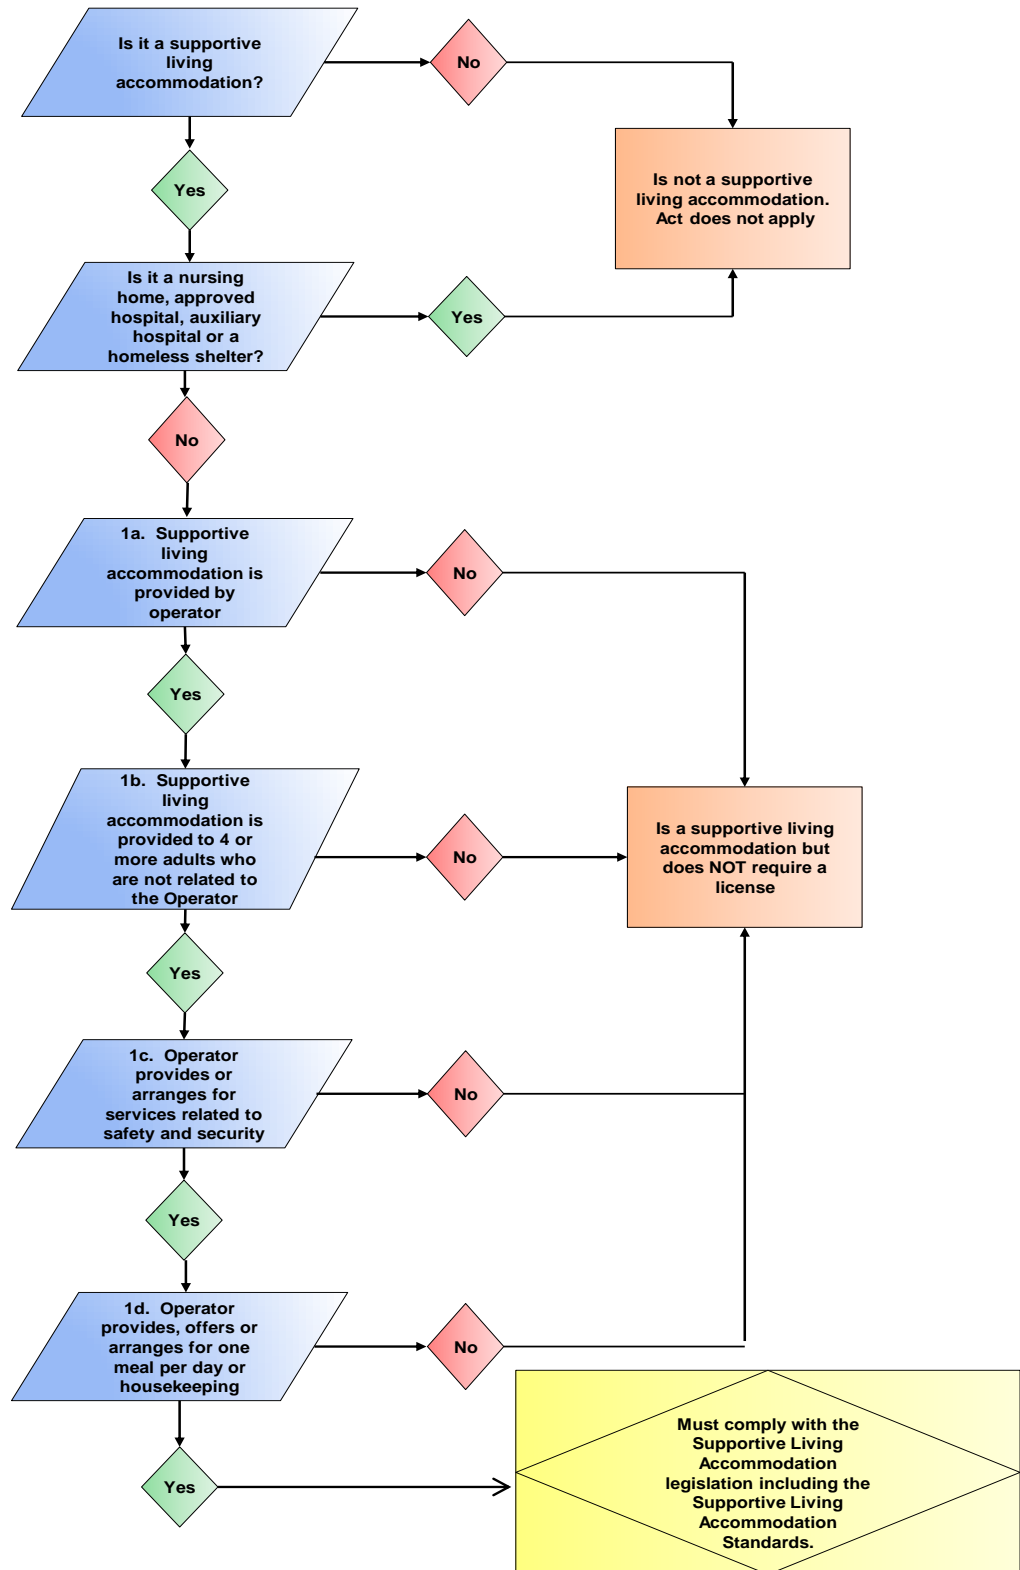 Is it a supportive
living
accommodation?
No
Is not a supportive
living accommodation.
Act does not apply
Yes
Is it a nursing
home, approved
hospital, auxiliary
hospital or a
homeless shelter?
Yes
No
1a. Supportive
living
accommodation is
provided by
operator
No
Yes
1b. Supportive
living
accommodation is
provided to 4 or
more adults who
are not related to
the Operator
No
Is a supportive living
accommodation but
does NOT require a
license
Yes
1c. Operator
provides or
arranges for
services related to
safety and security
No
Yes
1d. Operator
provides, offers or
arranges for one
meal per day or
housekeeping
No
Yes
Must comply with the
Supportive Living
Accommodation
legislation including the
Supportive Living
Accommodation
Standards.